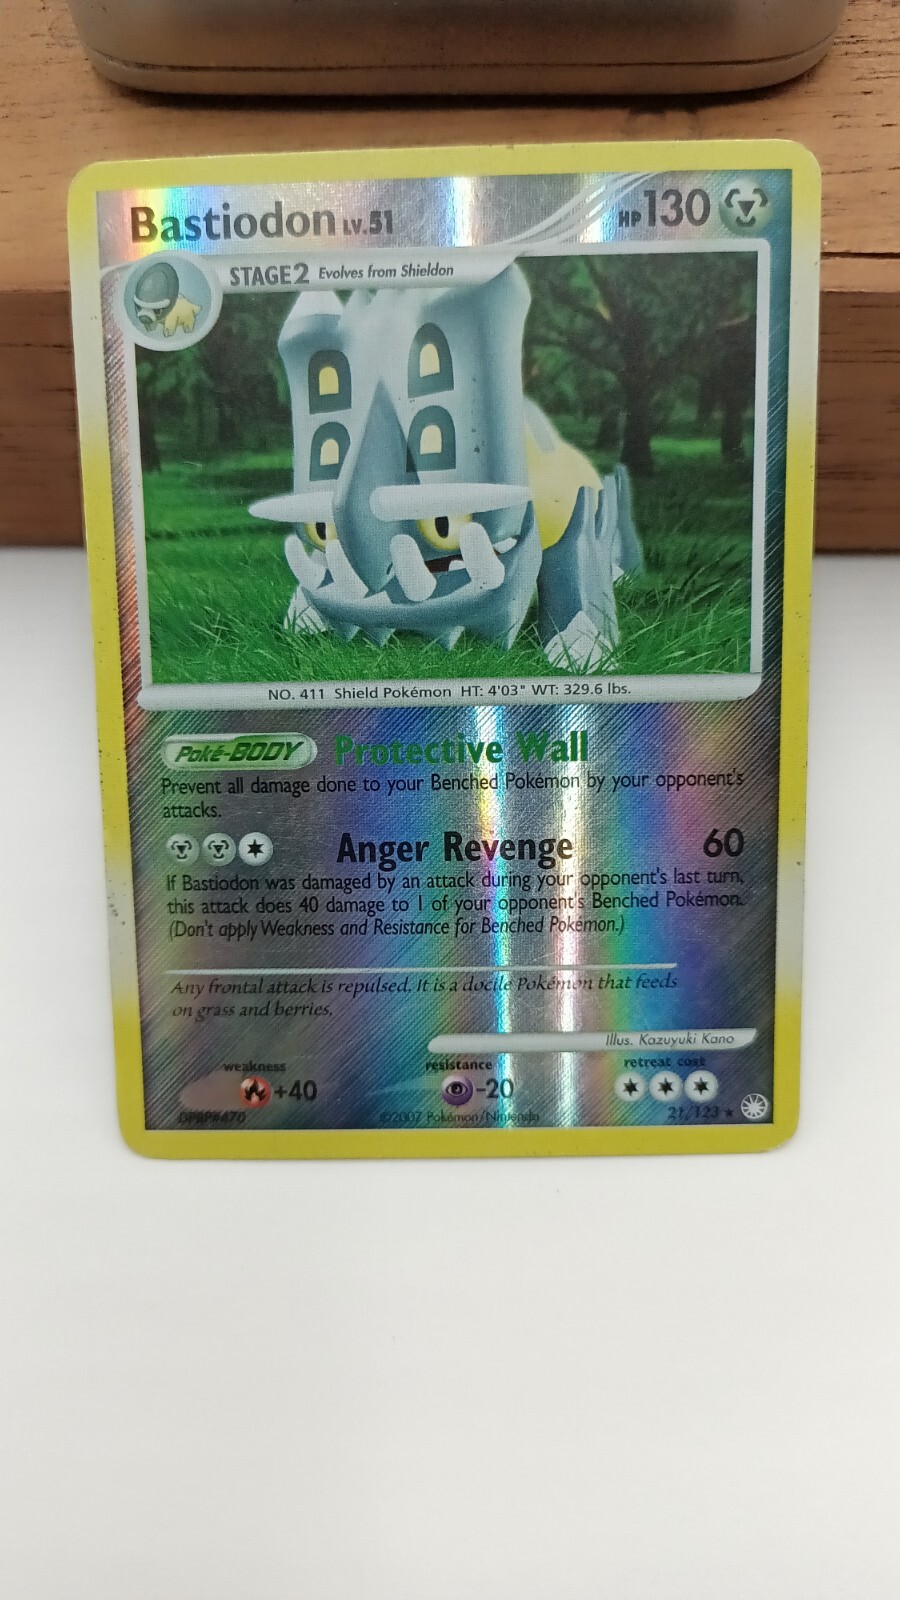 Bastiodon LV.51 HP 130
STAGE2 Evolves from Shieldon
NO. 411 Shield Pokémon HT: 4'03" WT: 329.6 lbs.
Poké-BODY Protective Wall
Prevent all damage done to your Benched Pokémon by your opponent's
attacks.
Anger Revenge 60
If Bastiodon was damaged by an attack during your opponent's last turn,
this attack does 40 damage to 1 of your opponent's Benched Pokémon.
(Don't apply Weakness and Resistance for Benched Pokémon.)
Any frontal attack is repulsed. It is a docile Pokémon that feeds
on grass and berries.
Illus. Kazuyuki Kano
weakness resistance retreat cost
+40 -20
DPBP#470 ©2007 Pokémon/Nintendo 21/123